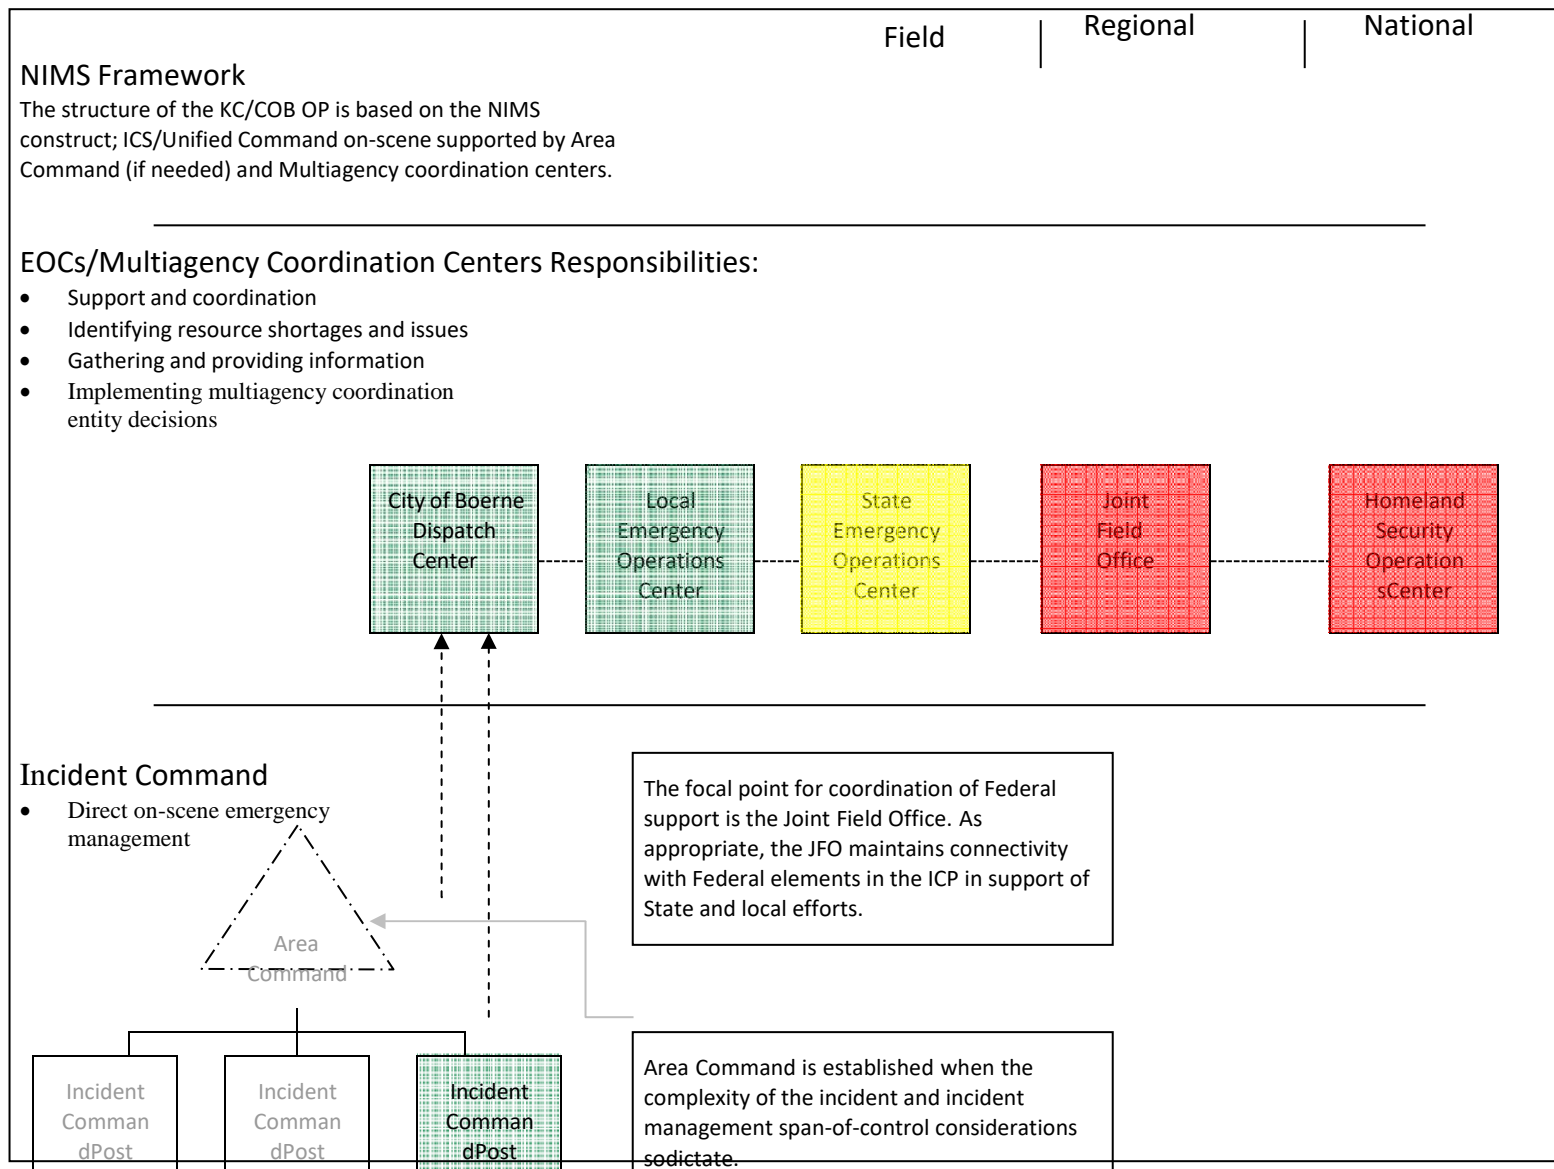 Field
Regional
National
NIMS Framework
The structure of the KC/COB OP is based on the NIMS
construct; ICS/Unified Command on-scene supported by Area
Command (if needed) and Multiagency coordination centers.
EOCs/Multiagency Coordination Centers Responsibilities:
• Support and coordination
• Identifying resource shortages and issues
• Gathering and providing information
• Implementing multiagency coordination
entity decisions
City of Boerne
Dispatch
Center
Local
Emergency
Operations
Center
State
Emergency
Operations
Center
Joint
Field
Office
Homeland
Security
Operation
sCenter
Incident Command
• Direct on-scene emergency
management
Area
Command
The focal point for coordination of Federal
support is the Joint Field Office. As
appropriate, the JFO maintains connectivity
with Federal elements in the ICP in support of
State and local efforts.
Incident
Comman
dPost
Incident
Comman
dPost
Incident
Comman
dPost
Area Command is established when the
complexity of the incident and incident
management span-of-control considerations
sodictate.